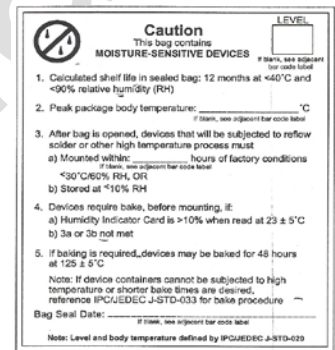 Caution
LEVEL
This bag contains
MOISTURE-SENSITIVE DEVICES
If blank, see adjacent
bar code label
1. Calculated shelf life in sealed bag: 12 months at <40°C and
<90% relative humidity (RH)
2. Peak package body temperature: ____________ °C
If blank, see adjacent bar code label
3. After bag is opened, devices that will be subjected to reflow
solder or other high temperature process must
a) Mounted within: __________ hours of factory conditions
If blank, see adjacent bar code label
<30°C/60% RH, OR
b) Stored at <10% RH
4. Devices require bake, before mounting, if:
a) Humidity Indicator Card is >10% when read at 23 ± 5°C
b) 3a or 3b not met
5. If baking is required, devices may be baked for 48 hours
at 125 ± 5°C
Note: If device containers cannot be subjected to high
temperature or shorter bake times are desired,
reference IPC/JEDEC J-STD-033 for bake procedure
Bag Seal Date: ____________
If blank, see adjacent bar code label
Note: Level and body temperature defined by IPC/JEDEC J-STD-020